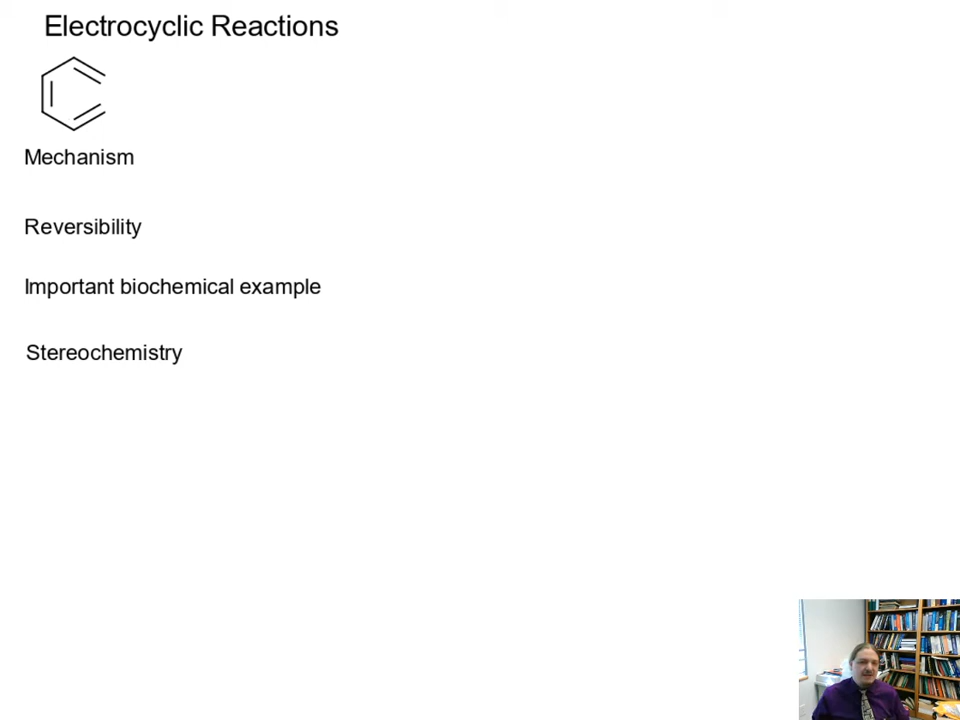 Electrocyclic Reactions
Mechanism
Reversibility
Important biochemical example
Stereochemistry